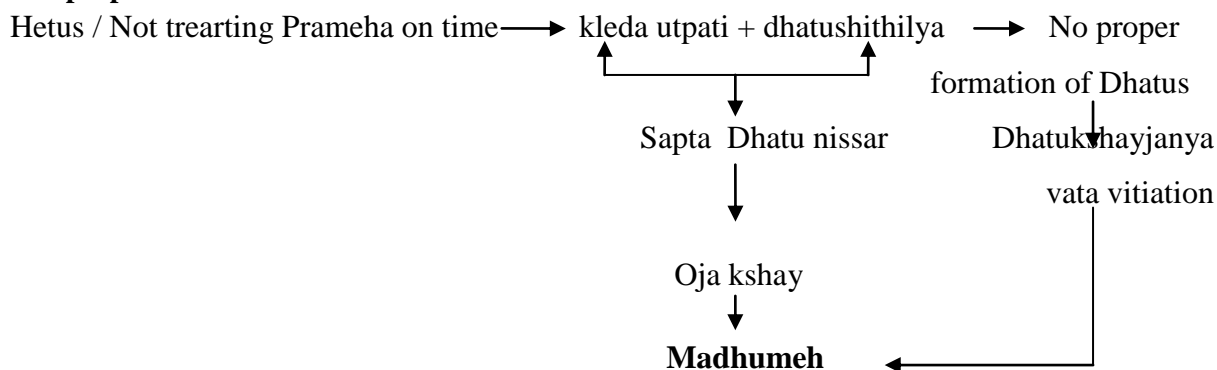 Hetus / Not trearting Prameha on time kleda utpati + dhatushithilya No proper
formation of Dhatus
Sapta Dhatu nissar Dhatukshayjanya
vata vitiation
Oja kshay
Madhumeh